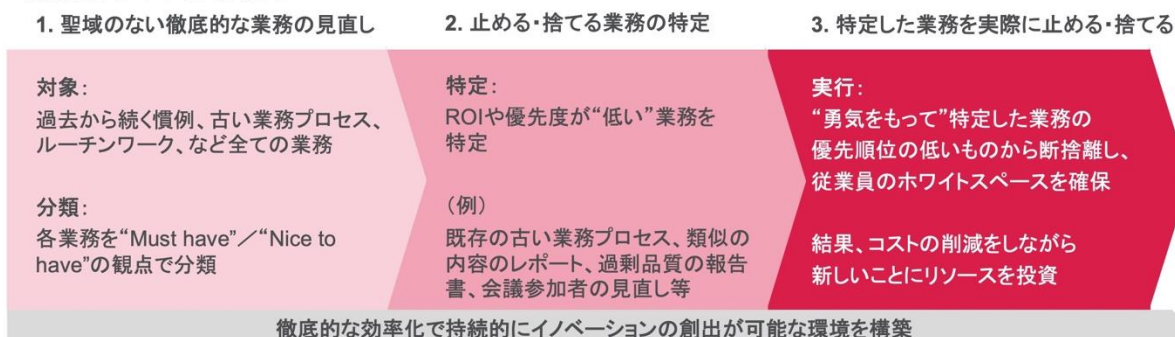 1. 聖域のない徹底的な業務の見直し
2. 止める・捨てる業務の特定
3. 特定した業務を実際に止める・捨てる
対象:
過去から続く慣例、古い業務プロセス、
ルーチンワーク、など全ての業務
分類:
各業務を“Must have”／“Nice to
have”の観点で分類
特定:
ROIや優先度が“低い”業務を
特定
（例）
既存の古い業務プロセス、類似の
内容のレポート、過剰品質の報告
書、会議参加者の見直し等
実行:
“勇気をもって”特定した業務の
優先順位の低いものから断捨離し、
従業員のホワイトスペースを確保
結果、コストの削減をしながら
新しいことにリソースを投資
徹底的な効率化で持続的にイノベーションの創出が可能な環境を構築